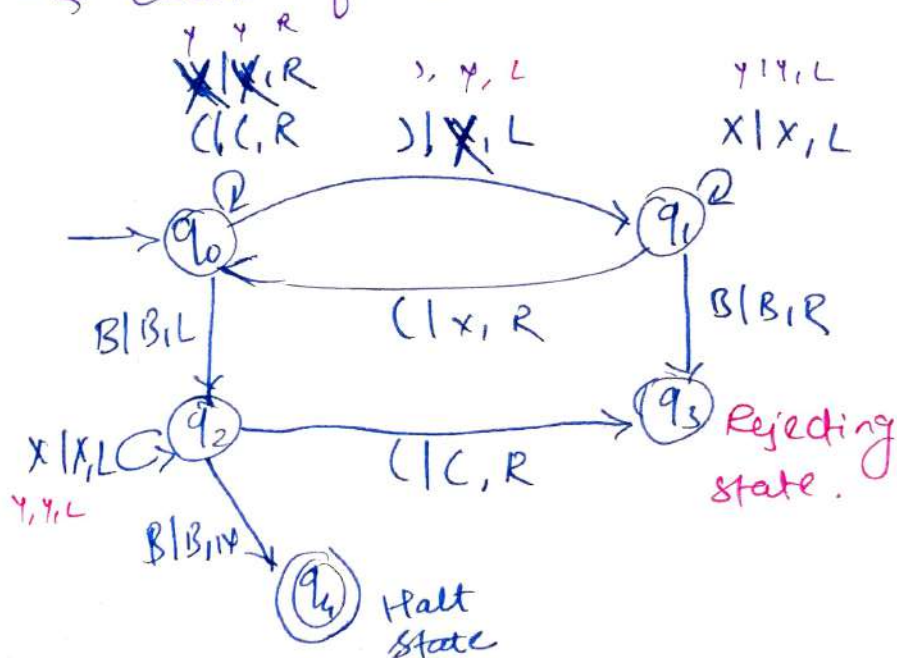 Y Y R
X|X, R
(|(, R
), Y, L
)|X, L
Y|Y, L
X|X, L
q0
q1
(|X, R
B|B, L
B|B, R
q2
q3
Rejecting
state.
X|X, L
Y, Y, L
(|(, R
B|B, N
q4
Halt
state